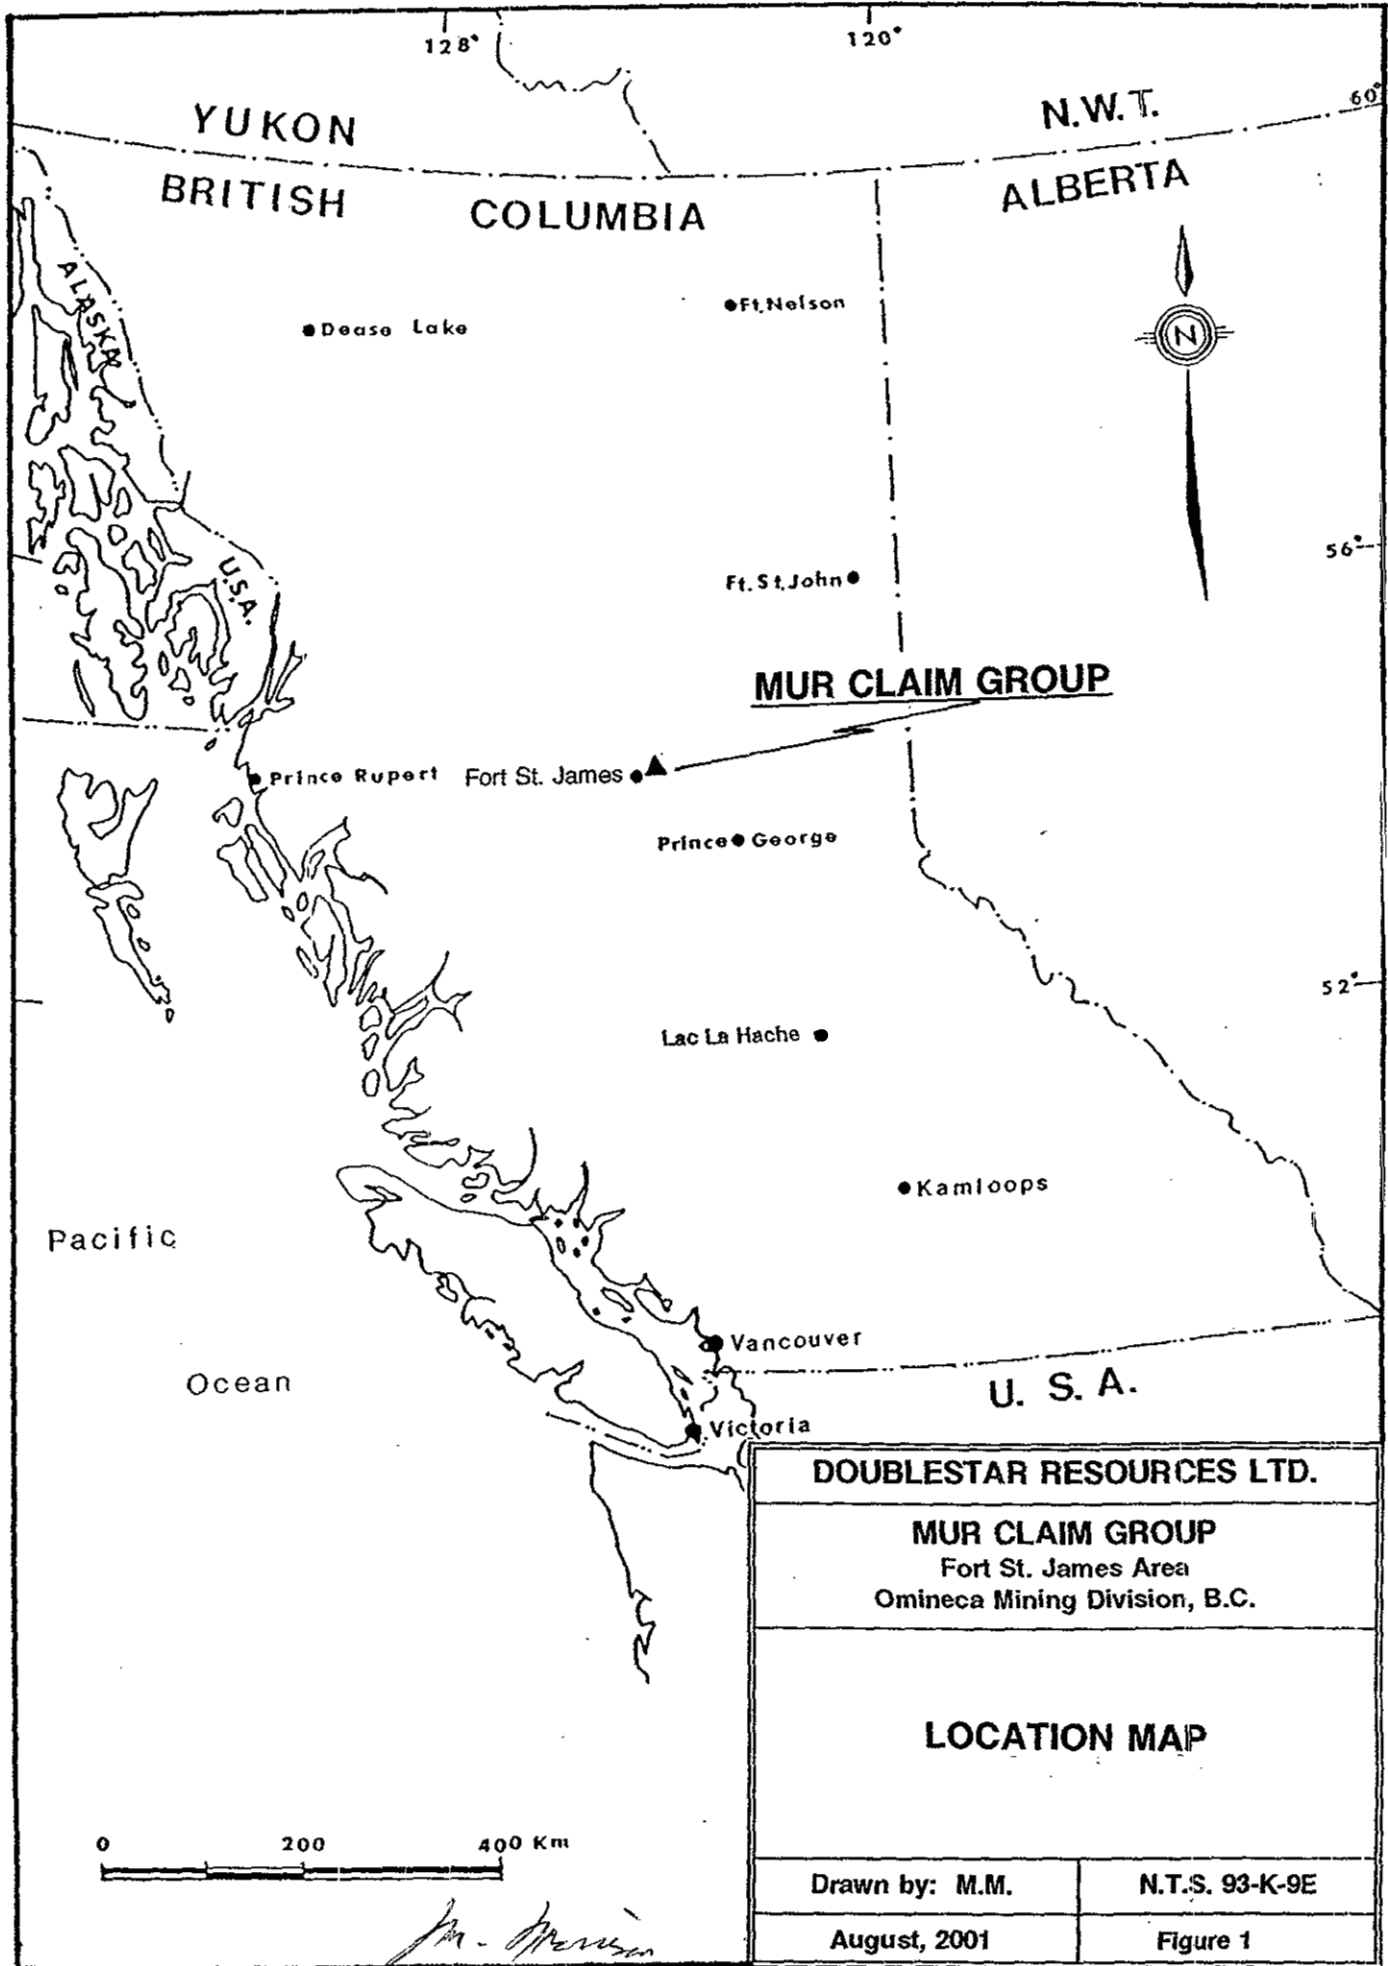 128° 120°
YUKON N.W.T. 60°
BRITISH COLUMBIA ALBERTA
ALASKA
Ft. Nelson
Dease Lake
N
56°
U.S.A.
Ft. St. John
MUR CLAIM GROUP
Prince Rupert Fort St. James
Prince George
52°
Lac La Hache
Kamloops
Pacific
Ocean
Vancouver
U. S. A.
Victoria
DOUBLESTAR RESOURCES LTD.
MUR CLAIM GROUP
Fort St. James Area
Omineca Mining Division, B.C.
LOCATION MAP
0 200 400 Km
Drawn by: M.M. N.T.S. 93-K-9E
August, 2001 Figure 1